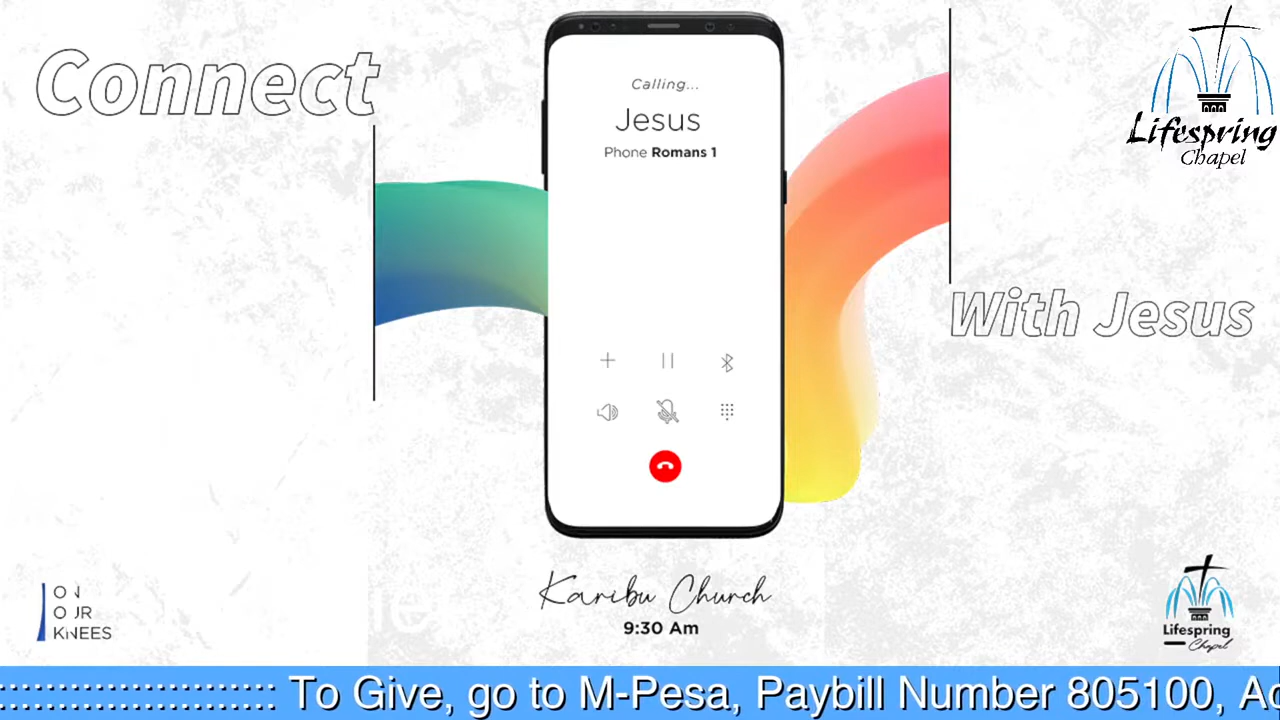 Connect
Calling...
Jesus
Phone Romans 1
Lifespring
Chapel
With Jesus
ON
OUR
KNEES
Karibu Church
9:30 Am
Lifespring
Chapel
To Give, go to M-Pesa, Paybill Number 805100,